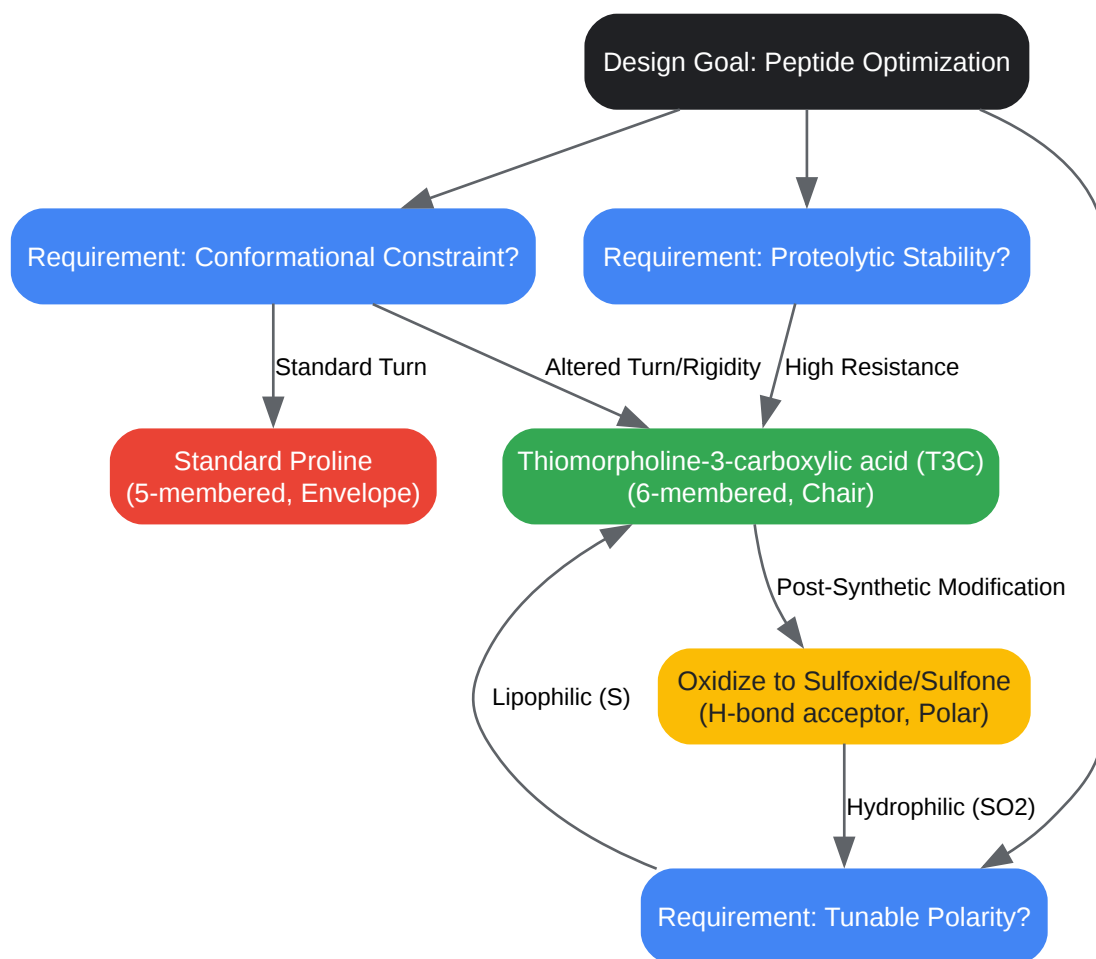 Design Goal: Peptide Optimization
Requirement: Conformational Constraint?
Requirement: Proteolytic Stability?
Standard Turn
Altered Turn/Rigidity
High Resistance
Standard Proline
(5-membered, Envelope)
Thiomorpholine-3-carboxylic acid (T3C)
(6-membered, Chair)
Post-Synthetic Modification
Lipophilic (S)
Oxidize to Sulfoxide/Sulfone
(H-bond acceptor, Polar)
Hydrophilic (SO2)
Requirement: Tunable Polarity?